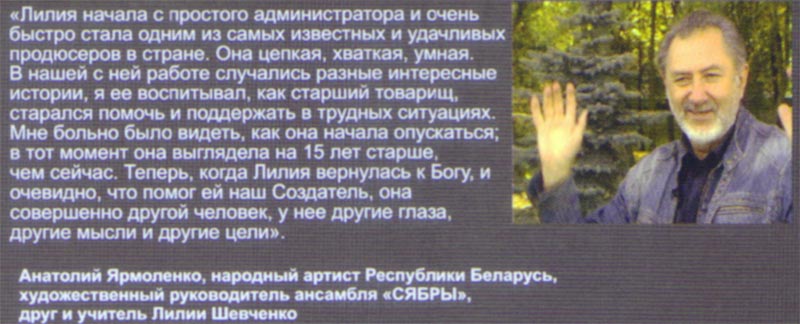 «Лилия начала с простого администратора и очень
быстро стала одним из самых известных и удачливых
продюсеров в стране. Она цепкая, хваткая, умная.
В нашей с ней работе случались разные интересные
истории, я ее воспитывал, как старший товарищ,
старался помочь и поддержать в трудных ситуациях.
Мне больно было видеть, как она начала опускаться;
в тот момент она выглядела на 15 лет старше,
чем сейчас. Теперь, когда Лилия вернулась к Богу, и
очевидно, что помог ей наш Создатель, она
совершенно другой человек, у нее другие глаза,
другие мысли и другие цели».
Анатолий Ярмоленко, народный артист Республики Беларусь,
художественный руководитель ансамбля «СЯБРЫ»,
друг и учитель Лилии Шевченко